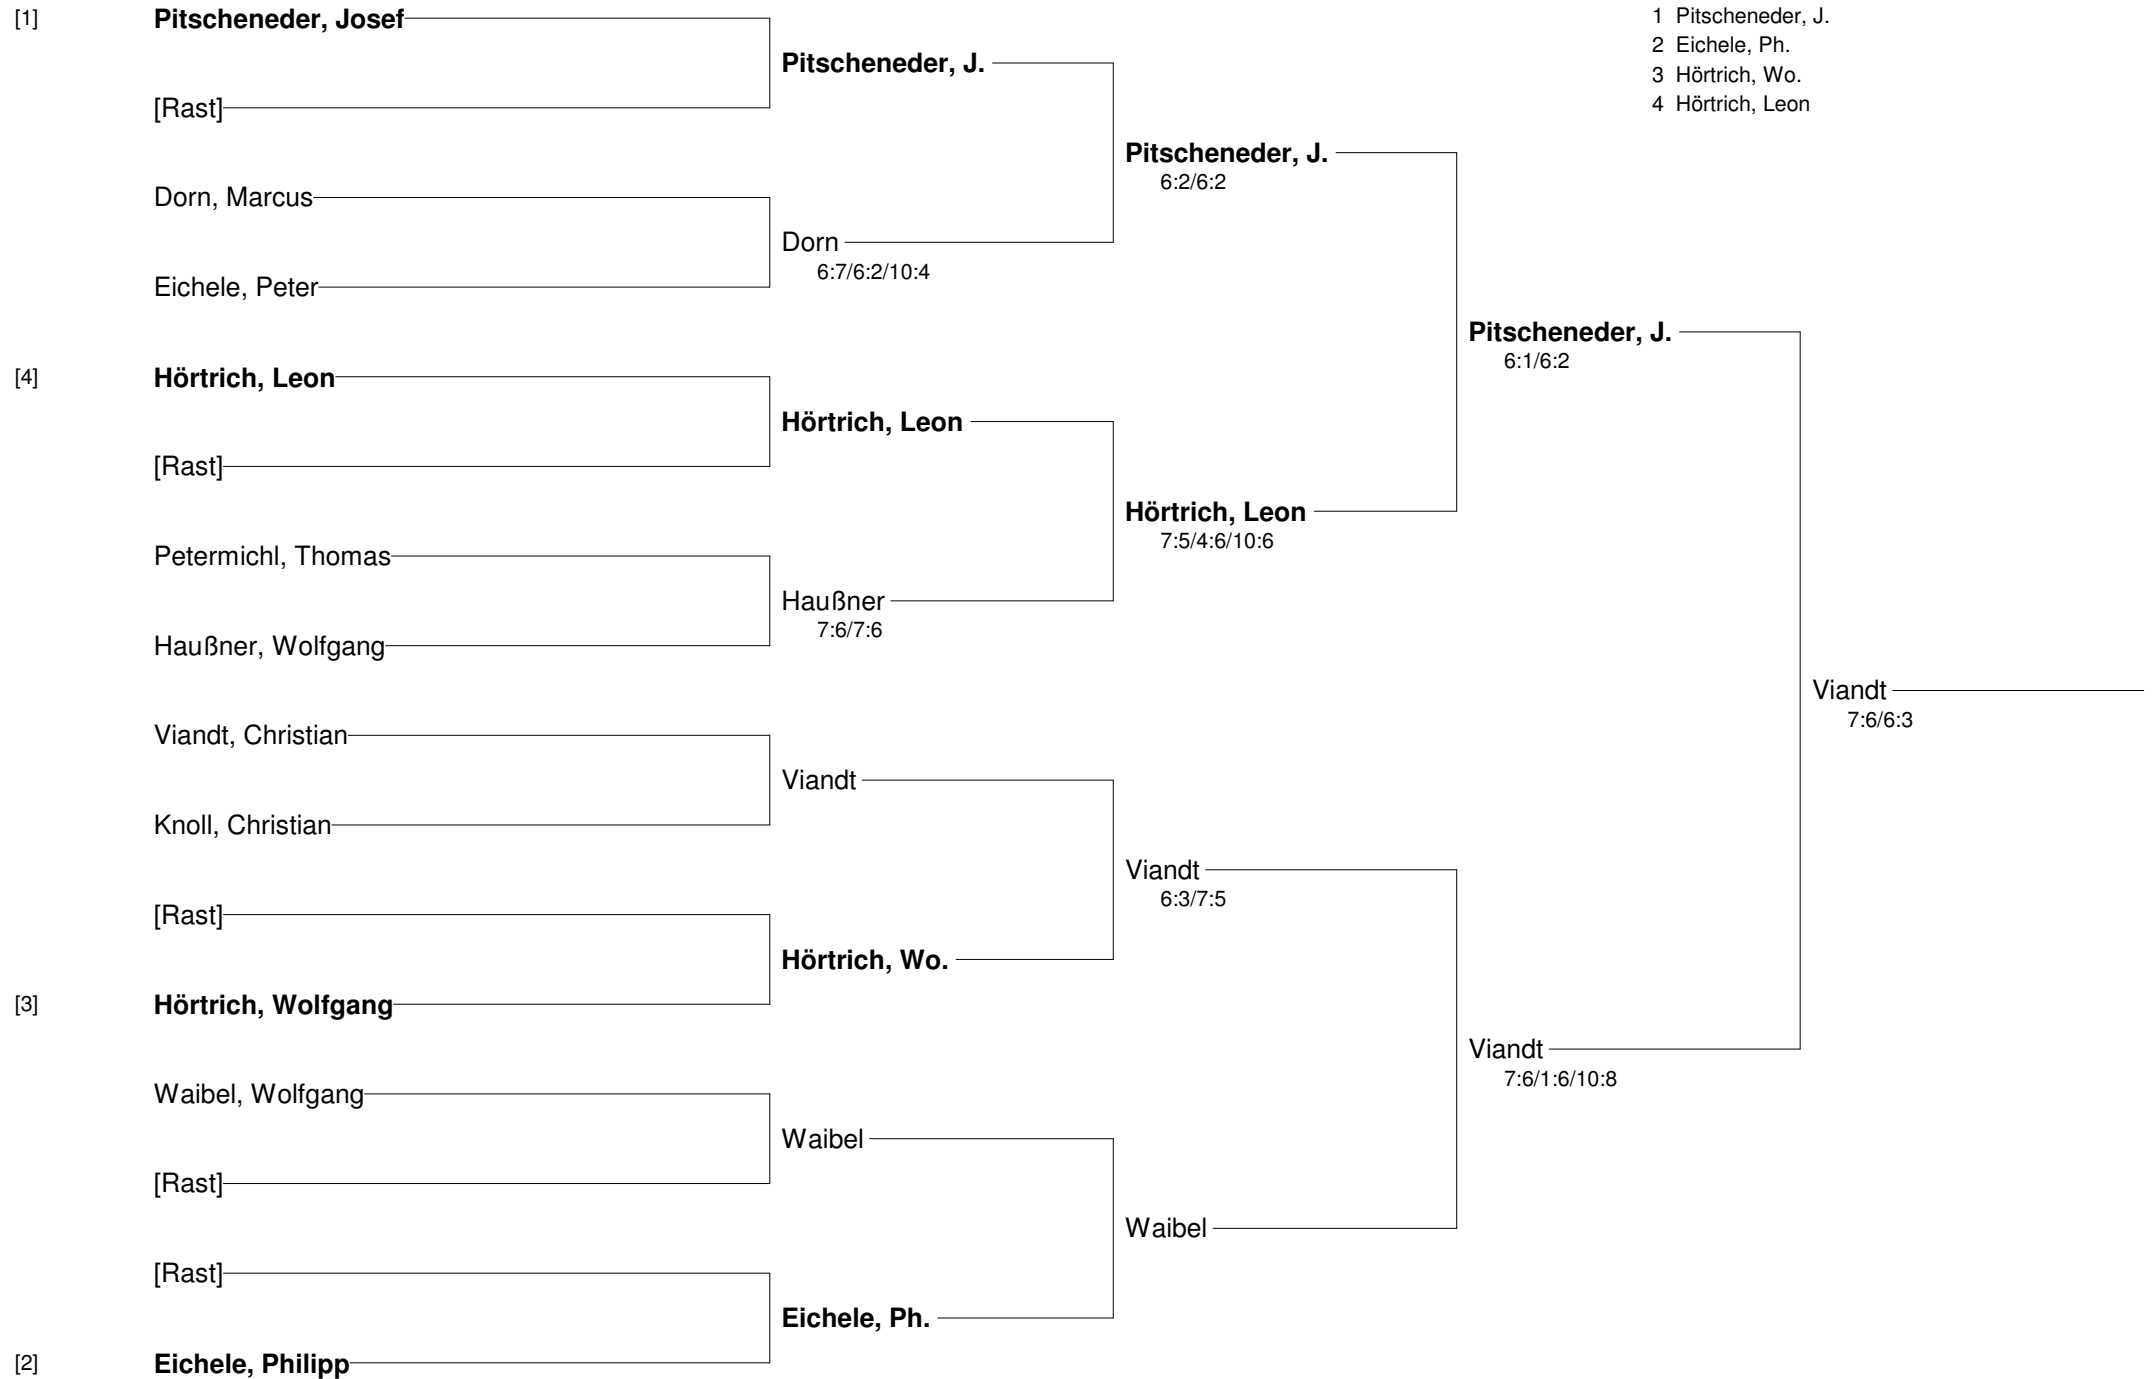 [1] Pitscheneder, Josef
[Rast]
Dorn, Marcus
Eichele, Peter
[4] Hörtrich, Leon
[Rast]
Petermichl, Thomas
Haußner, Wolfgang
Viandt, Christian
Knoll, Christian
[Rast]
[3] Hörtrich, Wolfgang
Waibel, Wolfgang
[Rast]
[Rast]
[2] Eichele, Philipp
Pitscheneder, J.
Dorn
6:7/6:2/10:4
Hörtrich, Leon
Haußner
7:6/7:6
Viandt
Hörtrich, Wo.
Waibel
Eichele, Ph.
Pitscheneder, J.
6:2/6:2
Hörtrich, Leon
7:5/4:6/10:6
Viandt
6:3/7:5
Waibel
Pitscheneder, J.
6:1/6:2
Viandt
7:6/1:6/10:8
Viandt
7:6/6:3
1 Pitscheneder, J.
2 Eichele, Ph.
3 Hörtrich, Wo.
4 Hörtrich, Leon